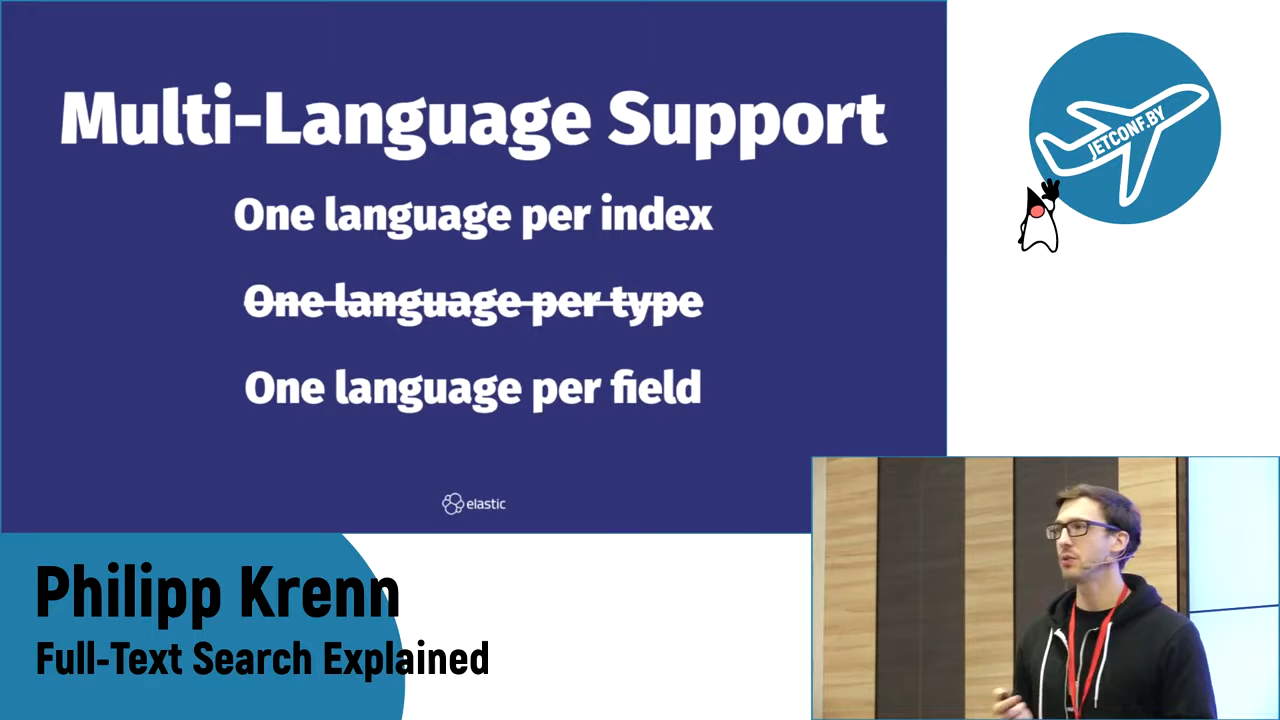 Multi-Language Support
One language per index
One language per type
One language per field
elastic
JETCONF.BY
Philipp Krenn
Full-Text Search Explained